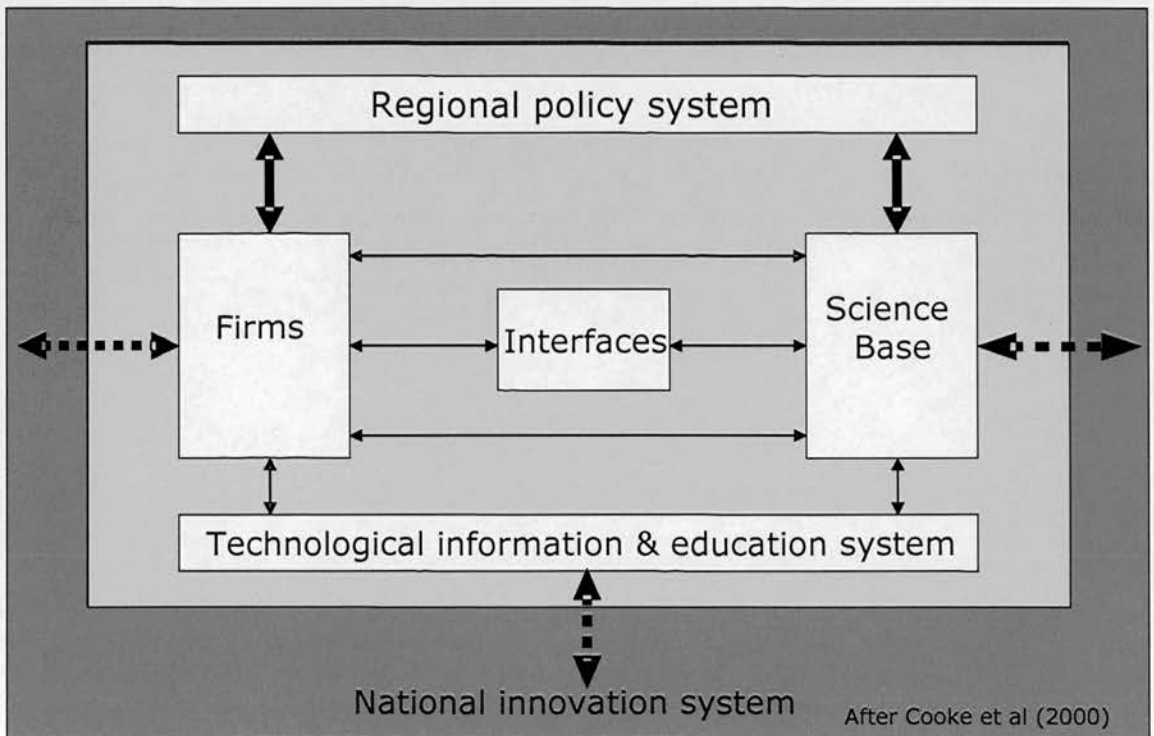 Regional policy system
Firms
Interfaces
Science
Base
Technological information & education system
National innovation system
After Cooke et al (2000)